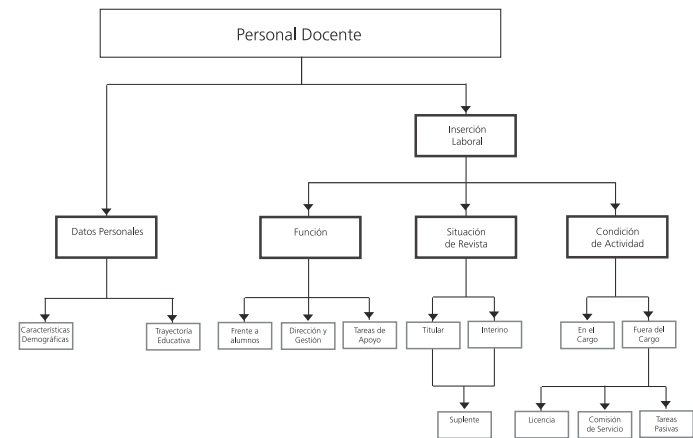 Personal Docente
Inserción
Laboral
Datos Personales
Función
Situación
de Revista
Condición
de Actividad
Características
Demográficas
Trayectoría
Educativa
Frente a
alumnos
Dirección y
Gestión
Tareas de
Apoyo
Titular
Interino
En el
Cargo
Fuera del
Cargo
Suplente
Licencia
Comisión
de Servicio
Tareas
Pasivas